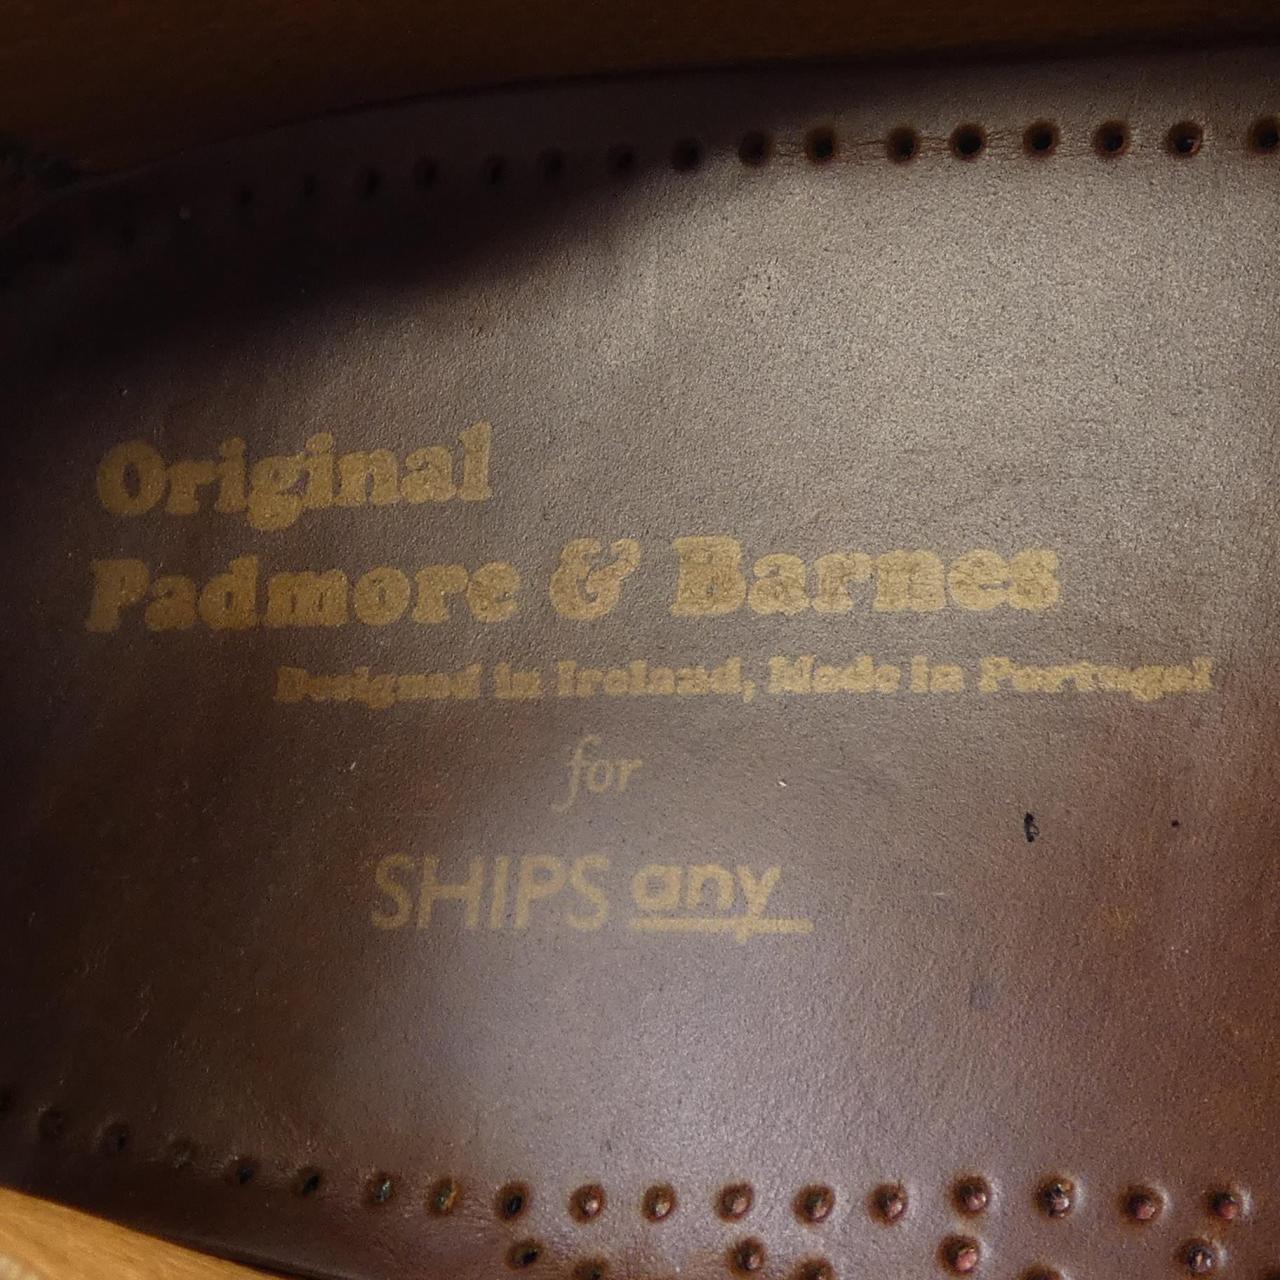 Original
Padmore & Barnes
Designed in Ireland, Made in Portugal
for
SHIPS any